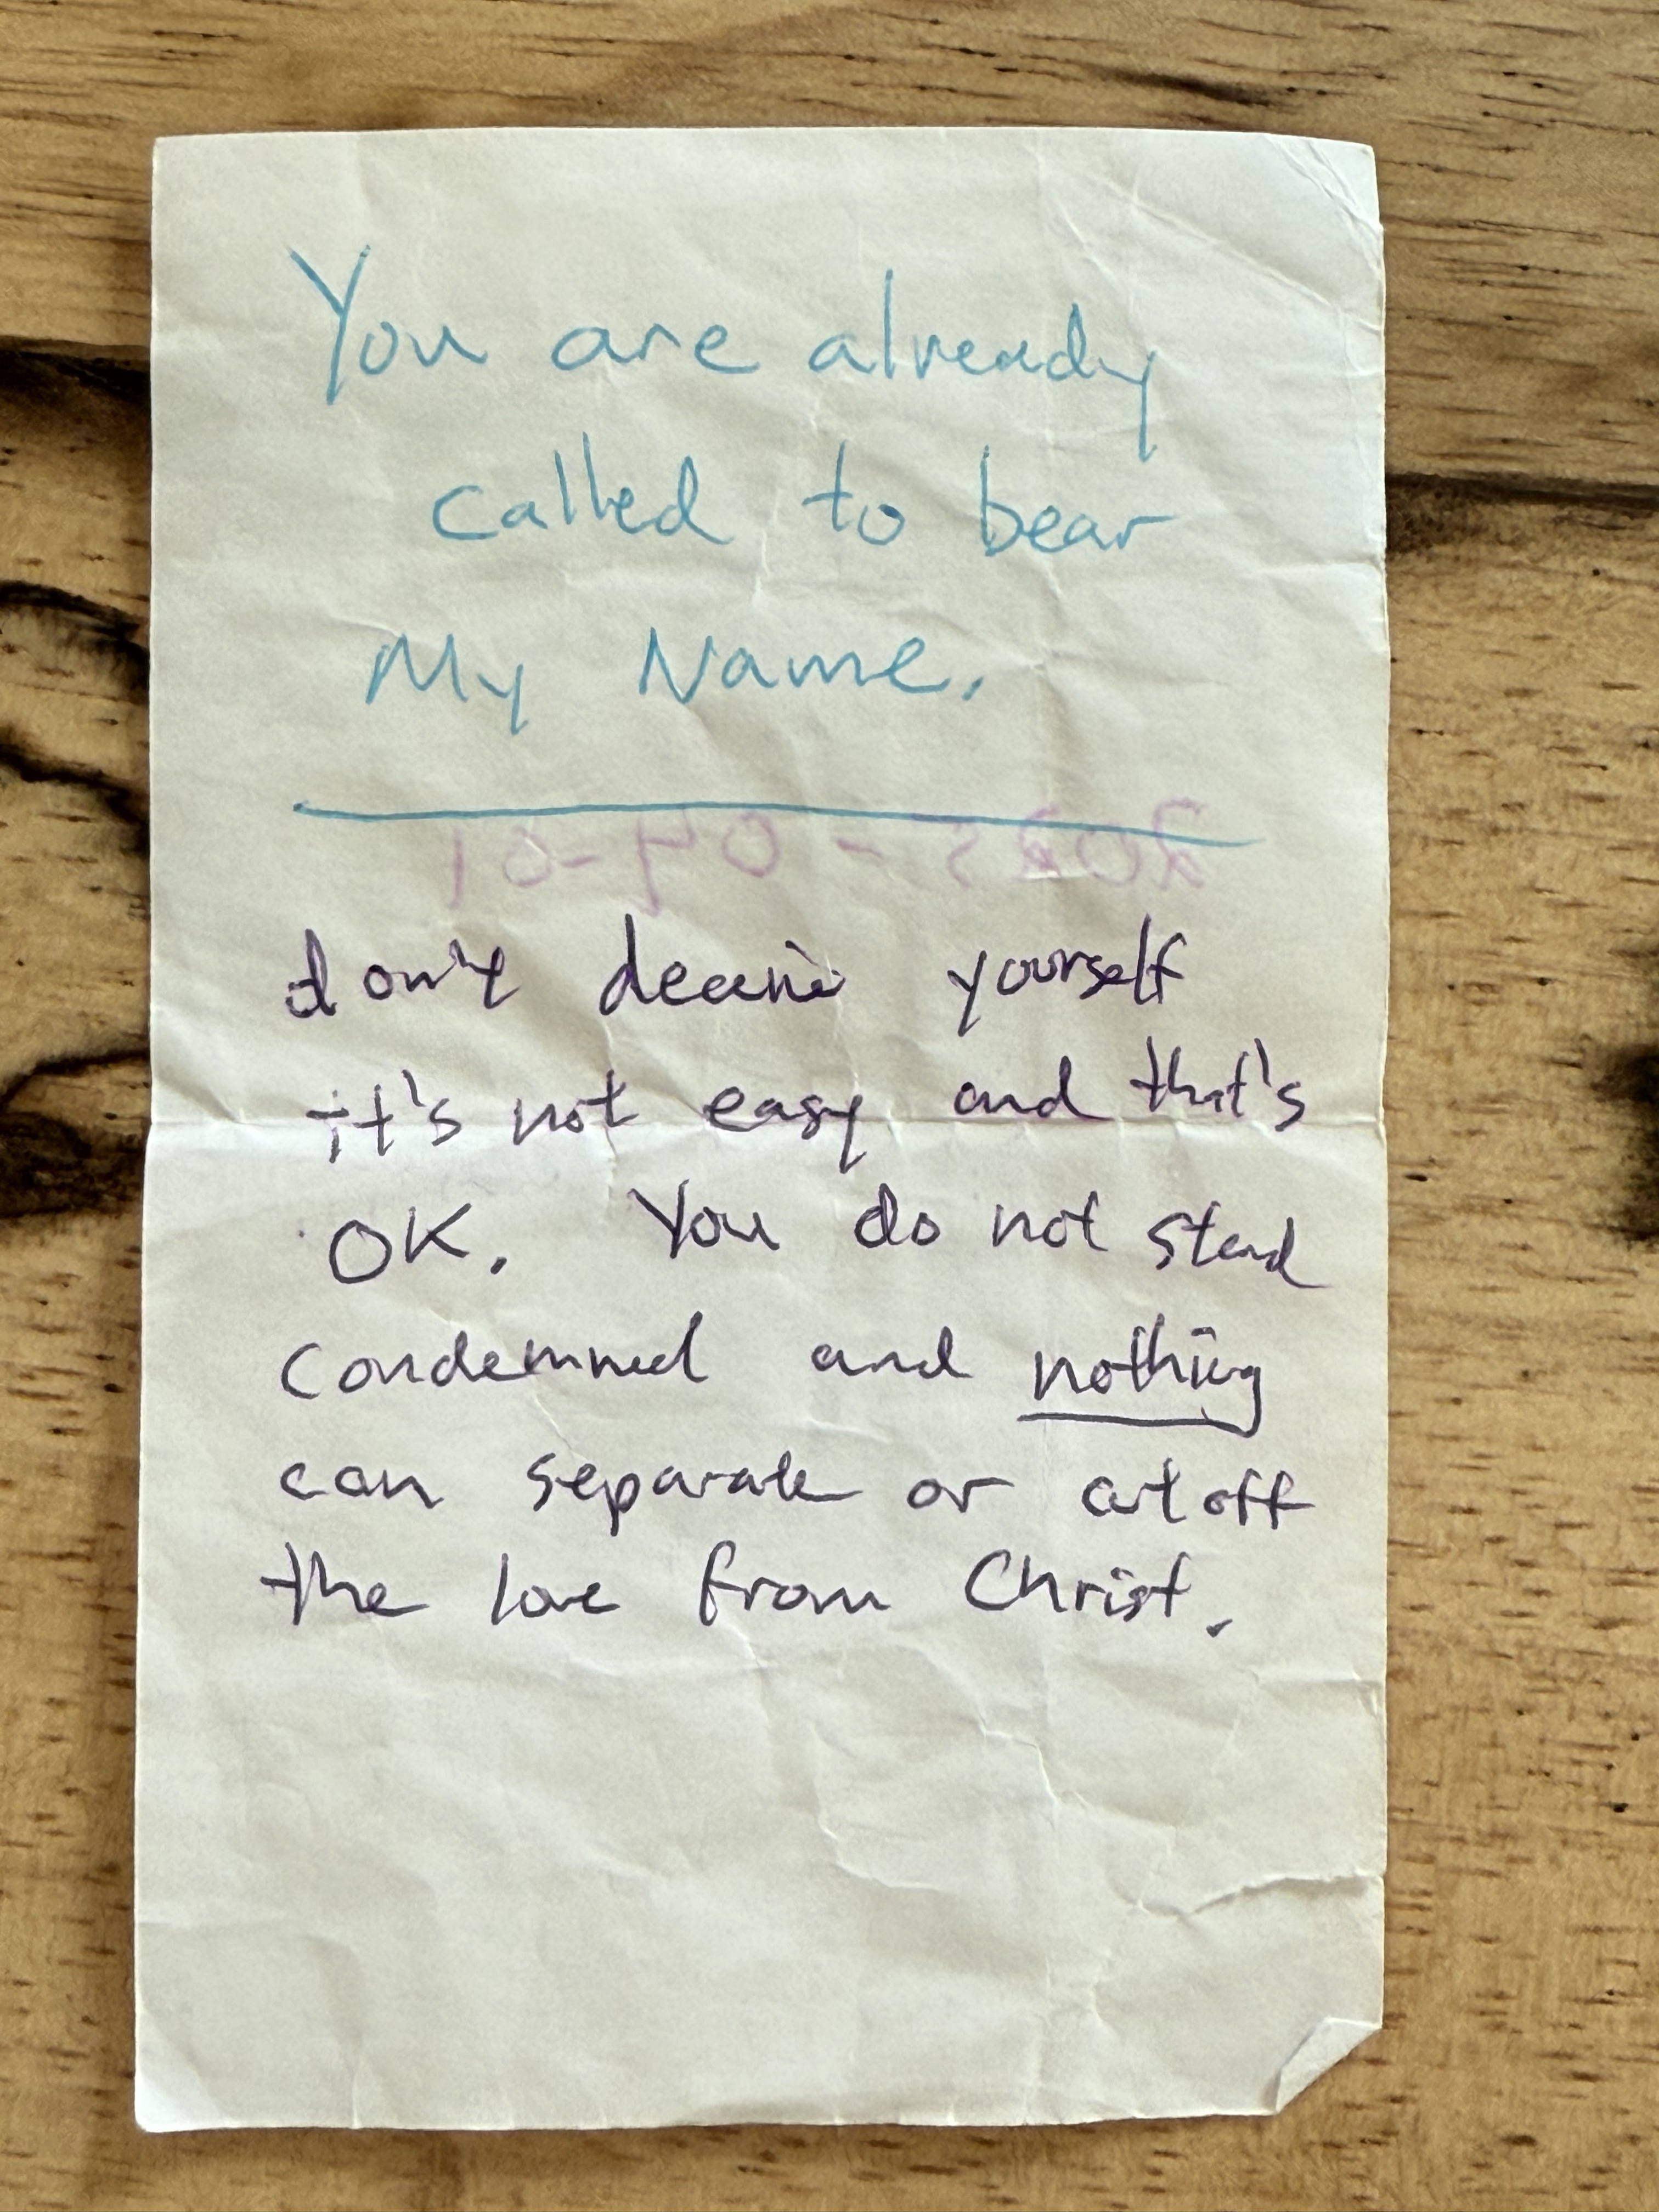 You are already
called to bear
My Name.
2025-04-01
don't deceive yourself
it's not easy and that's
OK. You do not stand
condemned and nothing
can separate or cut off
the love from Christ.